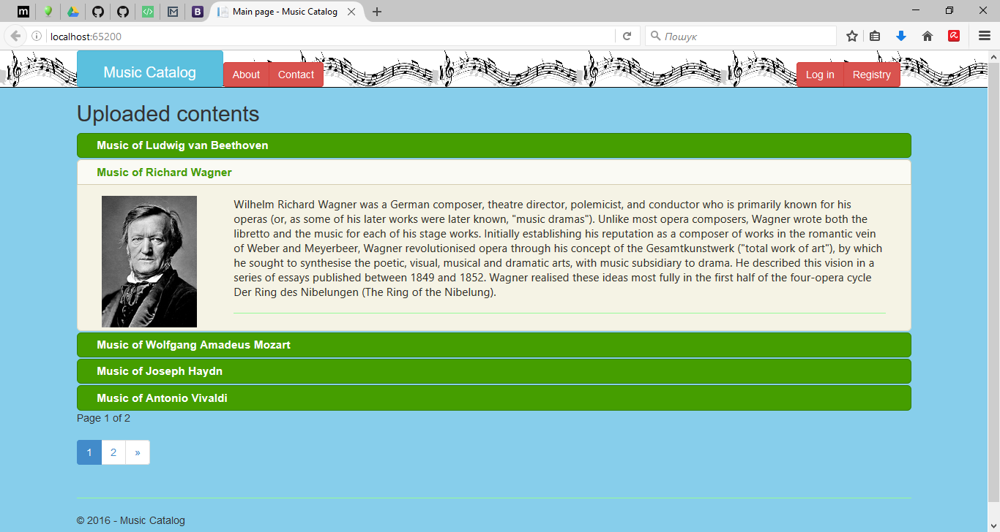 Main page - Music Catalog
localhost:65200
Пошук
Music Catalog
About
Contact
Log in
Registry
Uploaded contents
Music of Ludwig van Beethoven
Music of Richard Wagner
Wilhelm Richard Wagner was a German composer, theatre director, polemicist, and conductor who is primarily known for his
operas (or, as some of his later works were later known, "music dramas"). Unlike most opera composers, Wagner wrote both the
libretto and the music for each of his stage works. Initially establishing his reputation as a composer of works in the romantic vein
of Weber and Meyerbeer, Wagner revolutionised opera through his concept of the Gesamtkunstwerk ("total work of art"), by which
he sought to synthesise the poetic, visual, musical and dramatic arts, with music subsidiary to drama. He described this vision in a
series of essays published between 1849 and 1852. Wagner realised these ideas most fully in the first half of the four-opera cycle
Der Ring des Nibelungen (The Ring of the Nibelung).
Music of Wolfgang Amadeus Mozart
Music of Joseph Haydn
Music of Antonio Vivaldi
Page 1 of 2
1 2 »
© 2016 - Music Catalog